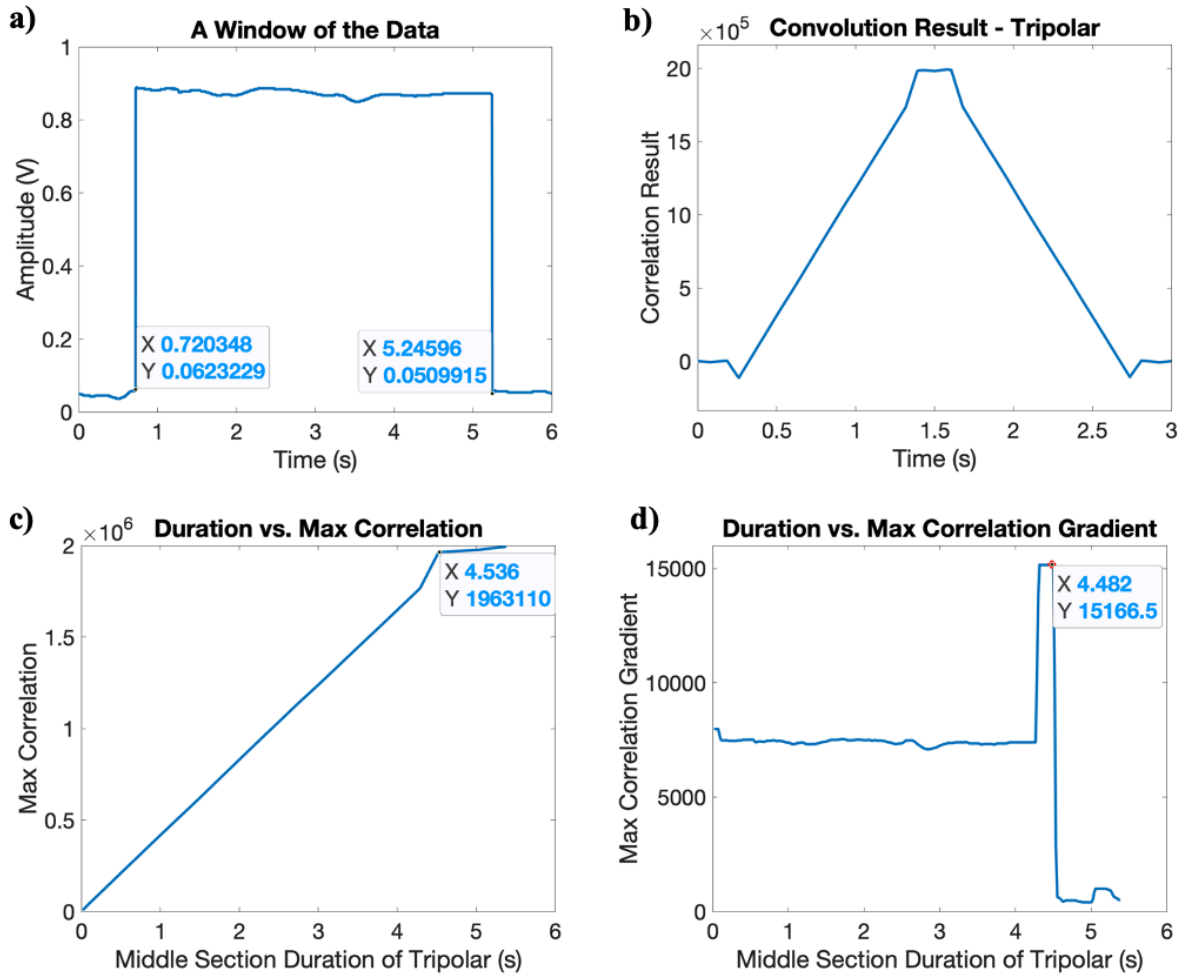 a)
A Window of the Data
1
0.8
0.6
0.4
0.2
0
Amplitude (V)
X 0.720348
Y 0.0623229
X 5.24596
Y 0.0509915
0 1 2 3 4 5 6
Time (s)
b)
Convolution Result - Tripolar
×10^5
20
15
10
5
0
Correlation Result
0 0.5 1 1.5 2 2.5 3
Time (s)
c)
Duration vs. Max Correlation
×10^6
2
1.5
1
0.5
0
Max Correlation
X 4.536
Y 1963110
0 1 2 3 4 5 6
Middle Section Duration of Tripolar (s)
d)
Duration vs. Max Correlation Gradient
15000
10000
5000
0
Max Correlation Gradient
X 4.482
Y 15166.5
0 1 2 3 4 5 6
Middle Section Duration of Tripolar (s)